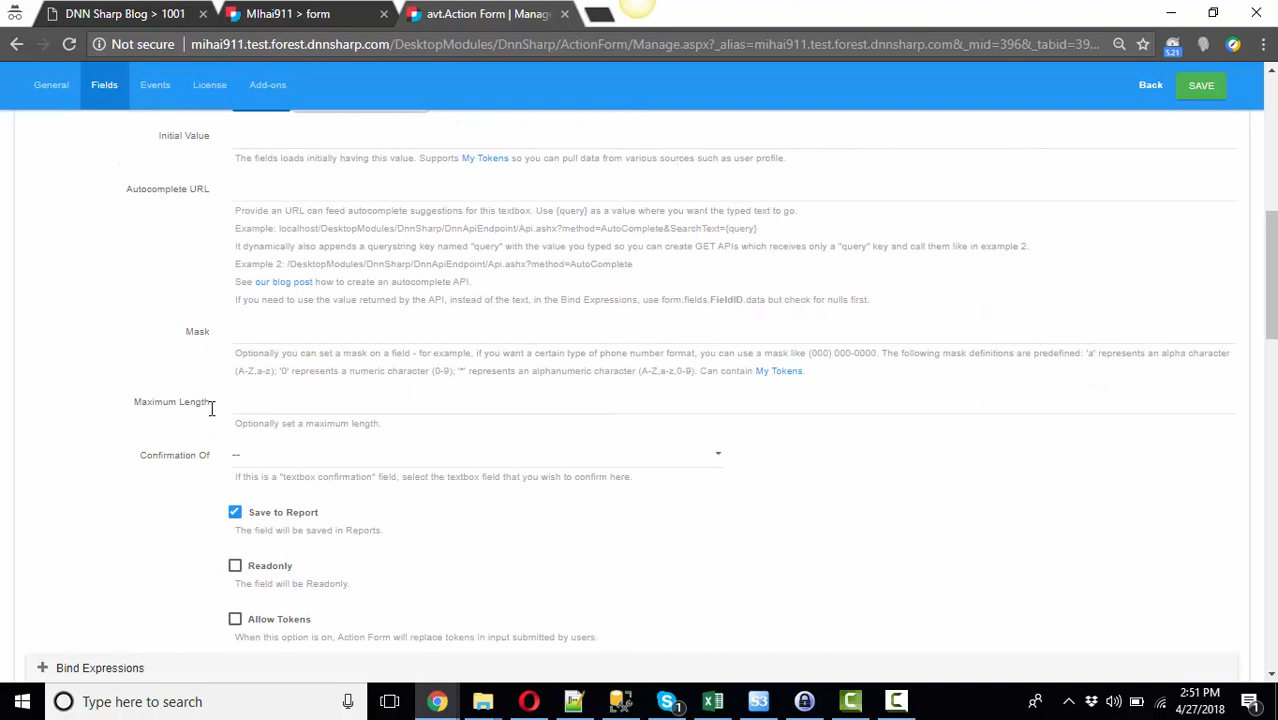 DNN Sharp Blog > 1001
MIhai911 > form
avt.Action Form | Manage
Not secure mihai911.test.forest.dnnsharp.com/DesktopModules/DnnSharp/ActionForm/Manage.aspx?_alias=mihai911.test.forest.dnnsharp.com&_mid=396&_tabid=39...
5.21
General Fields Events License Add-ons Back SAVE
Initial Value
The fields loads initially having this value. Supports My Tokens so you can pull data from various sources such as user profile.
Autocomplete URL
Provide an URL can feed autocomplete suggestions for this textbox. Use {query} as a value where you want the typed text to go.
Example: localhost/DesktopModules/DnnSharp/DnnApiEndpoint/Api.ashx?method=AutoComplete&SearchText={query}
It dynamically also appends a querystring key named "query" with the value you typed so you can create GET APIs which receives only a "query" key and call them like in example 2.
Example 2: /DesktopModules/DnnSharp/DnnApiEndpoint/Api.ashx?method=AutoComplete
See our blog post how to create an autocomplete API.
If you need to use the value returned by the API, instead of the text, in the Bind Expressions, use form.fields.FieldID.data but check for nulls first.
Mask
Optionally you can set a mask on a field - for example, if you want a certain type of phone number format, you can use a mask like (000) 000-0000. The following mask definitions are predefined: 'a' represents an alpha character
(A-Z,a-z); '0' represents a numeric character (0-9); '*' represents an alphanumeric character (A-Z,a-z,0-9). Can contain My Tokens.
Maximum Length
Optionally set a maximum length.
Confirmation Of
--
If this is a "textbox confirmation" field, select the textbox field that you wish to confirm here.
Save to Report
The field will be saved in Reports.
Readonly
The field will be Readonly.
Allow Tokens
When this option is on, Action Form will replace tokens in input submitted by users.
+ Bind Expressions
Type here to search
2:51 PM
4/27/2018